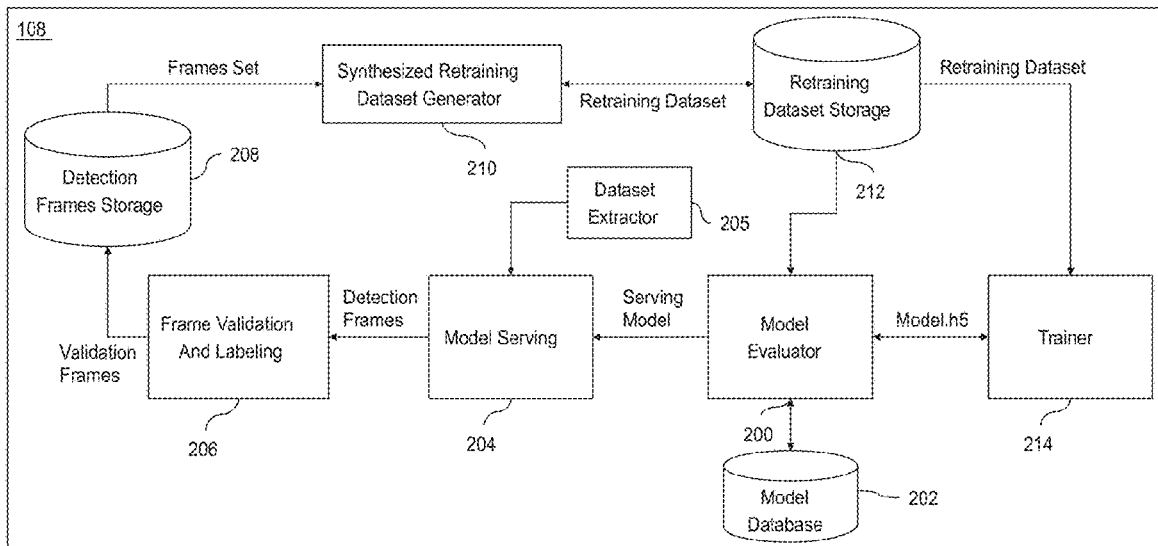 108
Frames Set
Synthesized Retraining
Dataset Generator
210
Retraining Dataset
Retraining
Dataset Storage
212
Retraining Dataset
Detection
Frames Storage
208
Dataset
Extractor
205
Validation
Frames
Frame Validation
And Labeling
206
Detection
Frames
Model Serving
204
Serving
Model
Model
Evaluator
200
Model.h5
Trainer
214
Model
Database
202